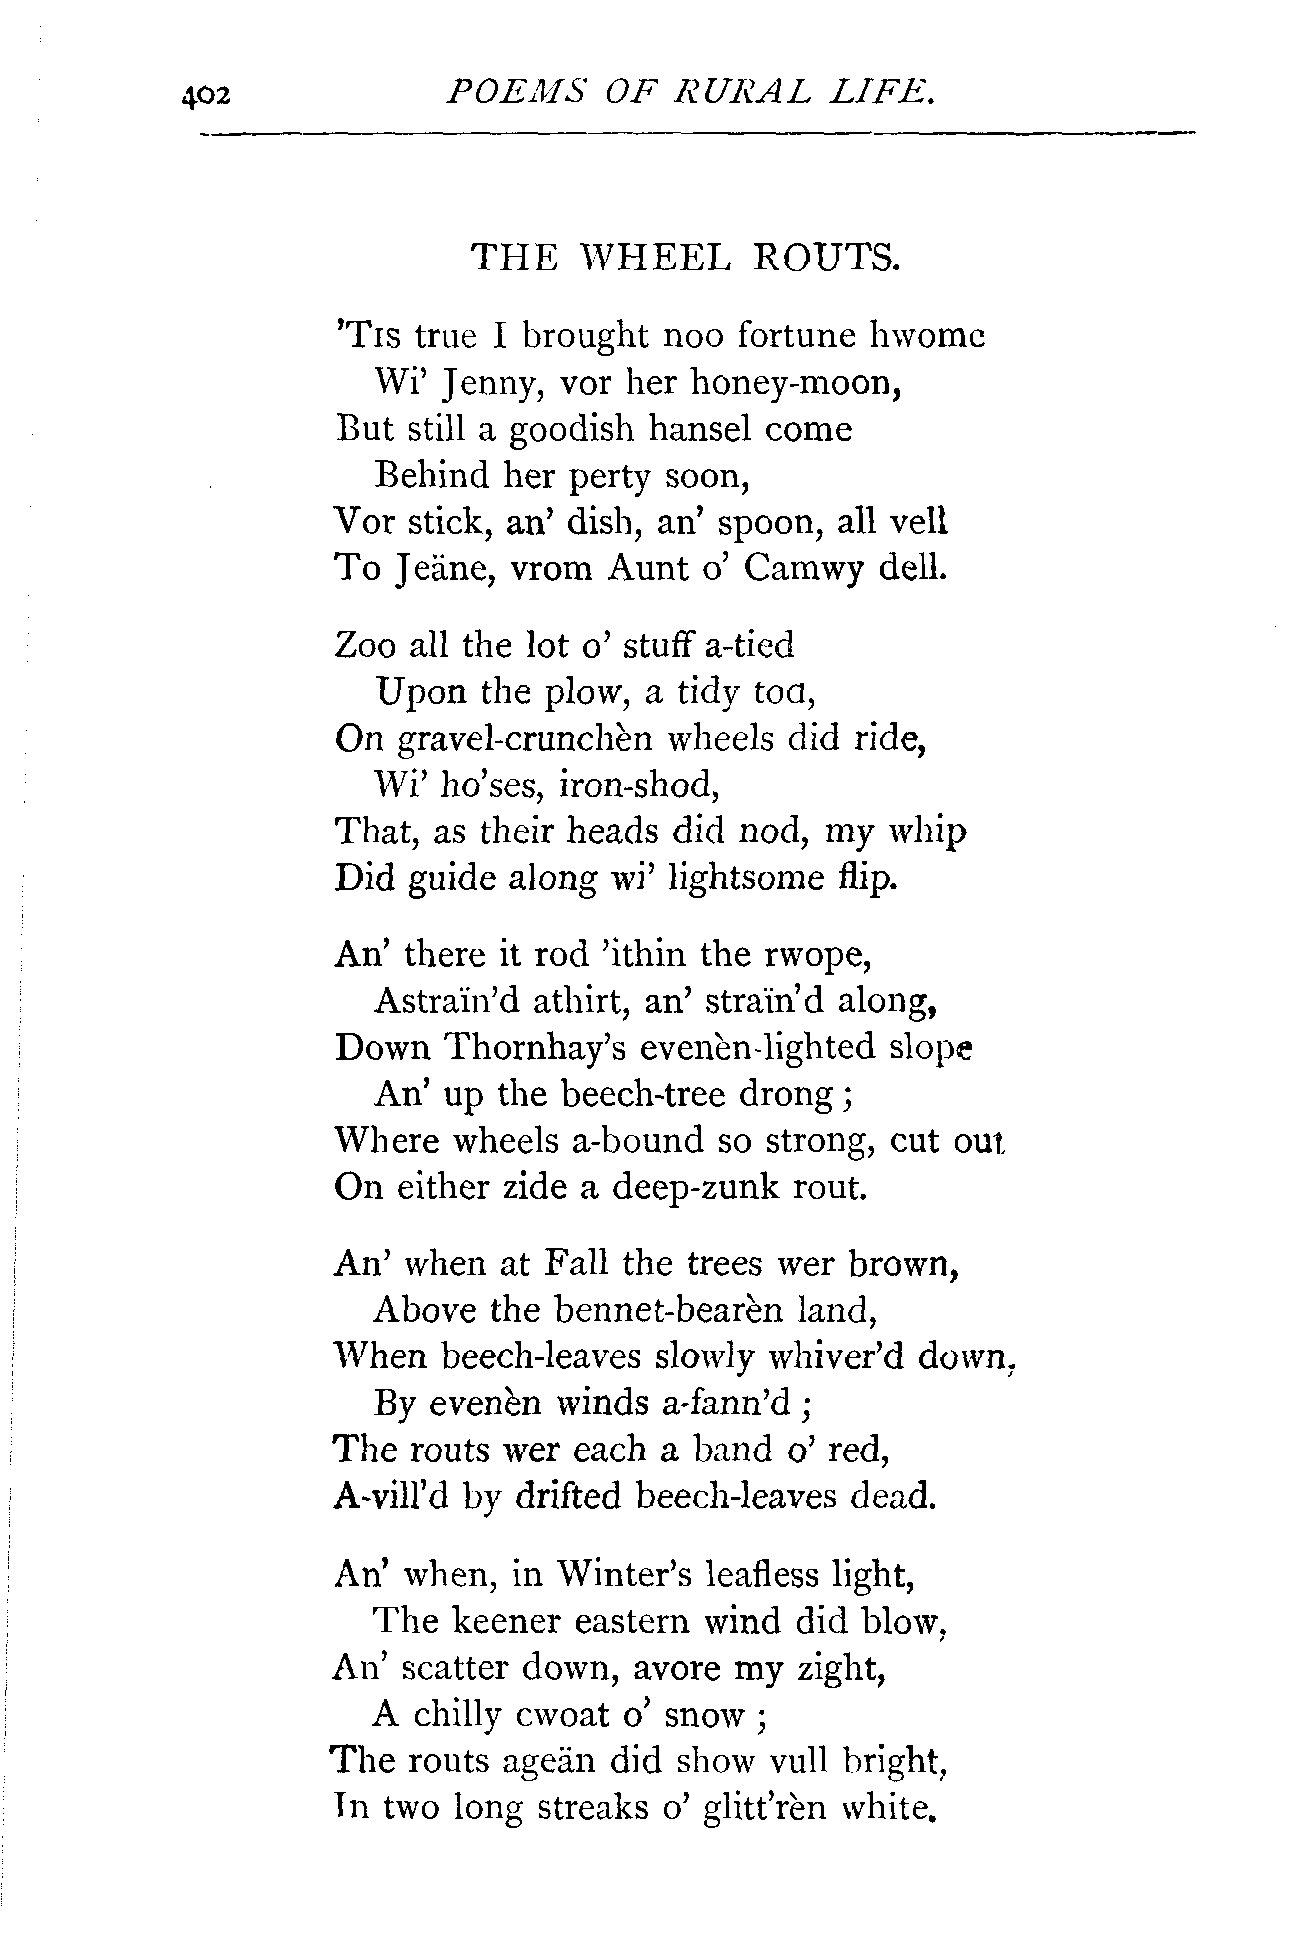 402 POEMS OF RURAL LIFE.
THE WHEEL ROUTS.
'TIS true I brought noo fortune hwome
Wi' Jenny, vor her honey-moon,
But still a goodish hansel come
Behind her perty soon,
Vor stick, an' dish, an' spoon, all vell
To Jeäne, vrom Aunt o' Camwy dell.
Zoo all the lot o' stuff a-tied
Upon the plow, a tidy tod,
On gravel-crunchèn wheels did ride,
Wi' ho'ses, iron-shod,
That, as their heads did nod, my whip
Did guide along wi' lightsome flip.
An' there it rod 'ithin the rwope,
Astraïn'd athirt, an' straïn'd along,
Down Thornhay's evenèn-lighted slope
An' up the beech-tree drong ;
Where wheels a-bound so strong, cut out
On either zide a deep-zunk rout.
An' when at Fall the trees wer brown,
Above the bennet-bearèn land,
When beech-leaves slowly whiver'd down,
By evenèn winds a-fann'd ;
The routs wer each a band o' red,
A-vill'd by drifted beech-leaves dead.
An' when, in Winter's leafless light,
The keener eastern wind did blow,
An' scatter down, avore my zight,
A chilly cwoat o' snow ;
The routs ageän did show vull bright,
In two long streaks o' glitt'rèn white.